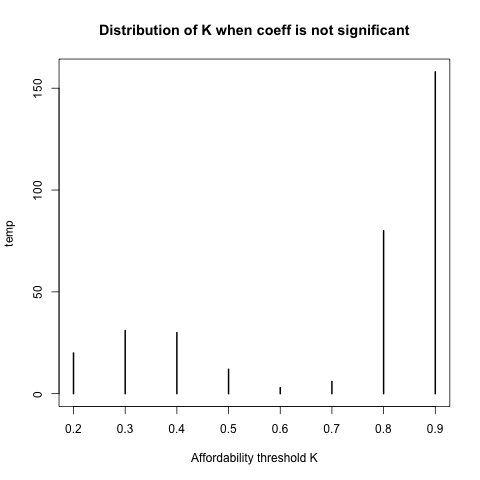 Distribution of K when coeff is not significant
temp
150
100
50
0
0.2 0.3 0.4 0.5 0.6 0.7 0.8 0.9
Affordability threshold K